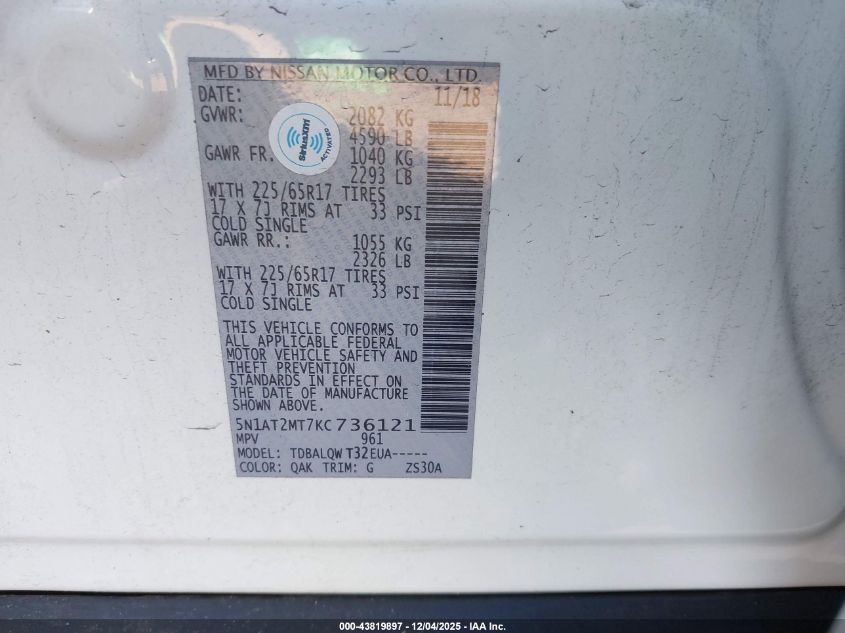 MFD BY NISSAN MOTOR CO., LTD.
DATE: 11/18
GVWR: 2082 KG
4590 LB
GAWR FR. 1040 KG
2293 LB
WITH 225/65R17 TIRES
17 X 7J RIMS AT 33 PSI
COLD SINGLE
GAWR RR.: 1055 KG
2326 LB
WITH 225/65R17 TIRES
17 X 7J RIMS AT 33 PSI
COLD SINGLE
THIS VEHICLE CONFORMS TO
ALL APPLICABLE FEDERAL
MOTOR VEHICLE SAFETY AND
THEFT PREVENTION
STANDARDS IN EFFECT ON
THE DATE OF MANUFACTURE
SHOWN ABOVE.
5N1AT2MT7KC736121
MPV 961
MODEL: TDBALQW T32EUA-----
COLOR: QAK TRIM: G ZS30A
((SiriusXM))
ACTIVATED
000-43819897 - 12/04/2025 - IAA Inc.